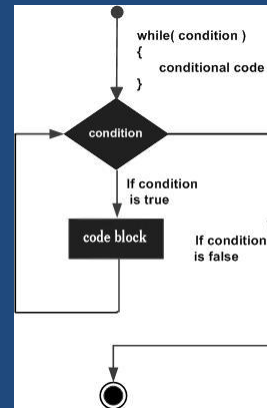 while( condition )
{
conditional code
}
condition
If condition
is true
code block
If condition
is false